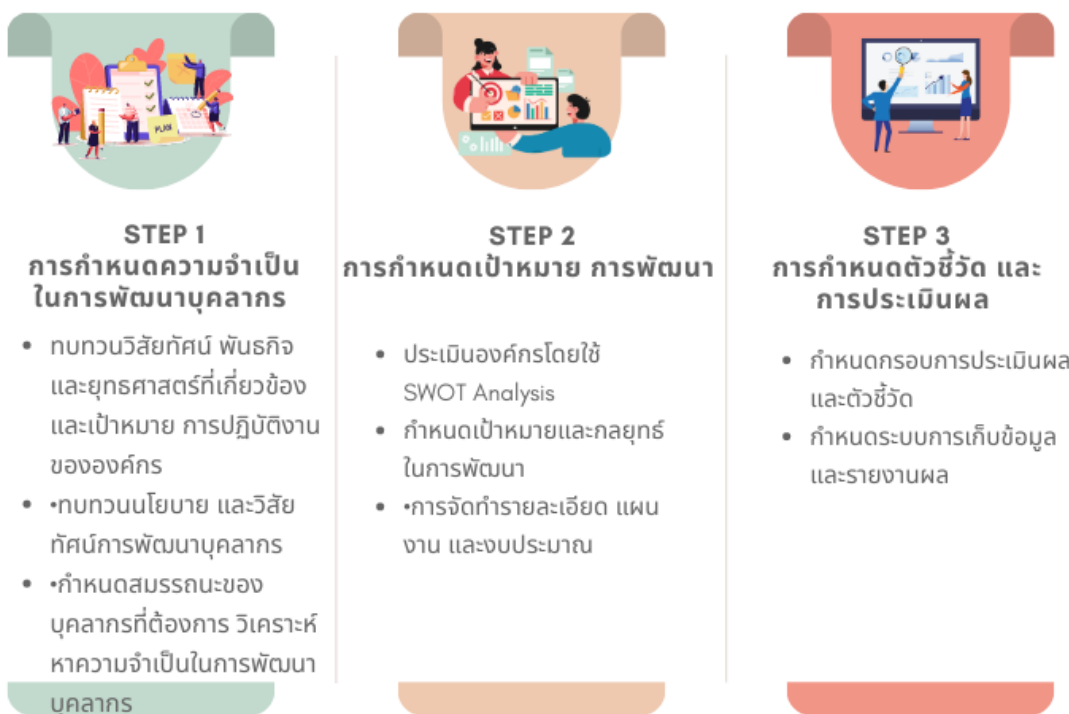 PLAN
STEP 1
การกำหนดความจำเป็น
ในการพัฒนาบุคลากร
• ทบทวนวิสัยทัศน์ พันธกิจ
และยุทธศาสตร์ที่เกี่ยวข้อง
และเป้าหมาย การปฏิบัติงาน
ขององค์กร
• •ทบทวนนโยบาย และวิสัย
ทัศน์การพัฒนาบุคลากร
• •กำหนดสมรรถนะของ
บุคลากรที่ต้องการ วิเคราะห์
หาความจำเป็นในการพัฒนา
บุคลากร
STEP 2
การกำหนดเป้าหมาย การพัฒนา
• ประเมินองค์กรโดยใช้
SWOT Analysis
• กำหนดเป้าหมายและกลยุทธ์
ในการพัฒนา
• •การจัดทำรายละเอียด แผน
งาน และงบประมาณ
STEP 3
การกำหนดตัวชี้วัด และ
การประเมินผล
• กำหนดกรอบการประเมินผล
และตัวชี้วัด
• กำหนดระบบการเก็บข้อมูล
และรายงานผล